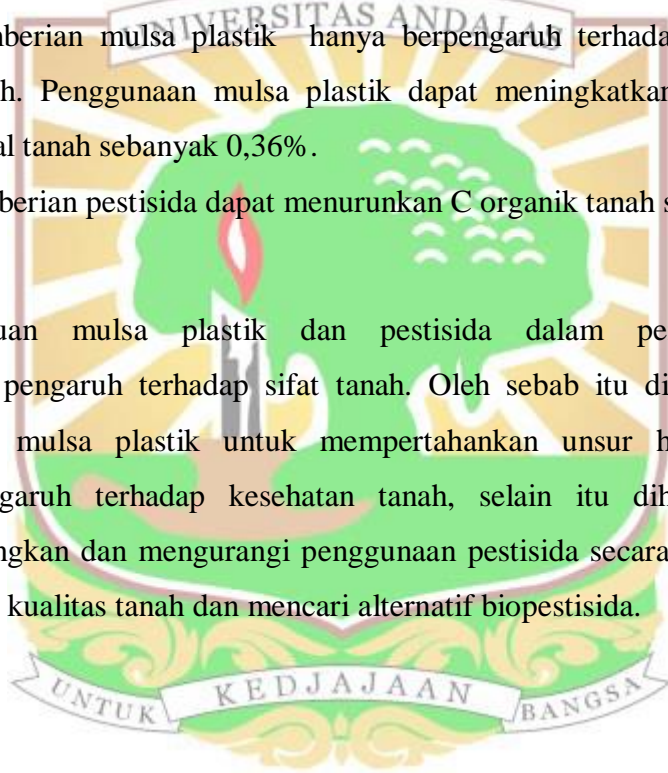 UNIVERSITAS ANDALAS
berian mulsa plastik hanya berpengaruh terhada
h. Penggunaan mulsa plastik dapat meningkatkan
al tanah sebanyak 0,36%.
berian pestisida dapat menurunkan C organik tanah s
uan mulsa plastik dan pestisida dalam pe
pengaruh terhadap sifat tanah. Oleh sebab itu di
mulsa plastik untuk mempertahankan unsur h
garuh terhadap kesehatan tanah, selain itu dih
ngkan dan mengurangi penggunaan pestisida secara
kualitas tanah dan mencari alternatif biopestisida.
UNTUK KEDJAJAAN BANGSA